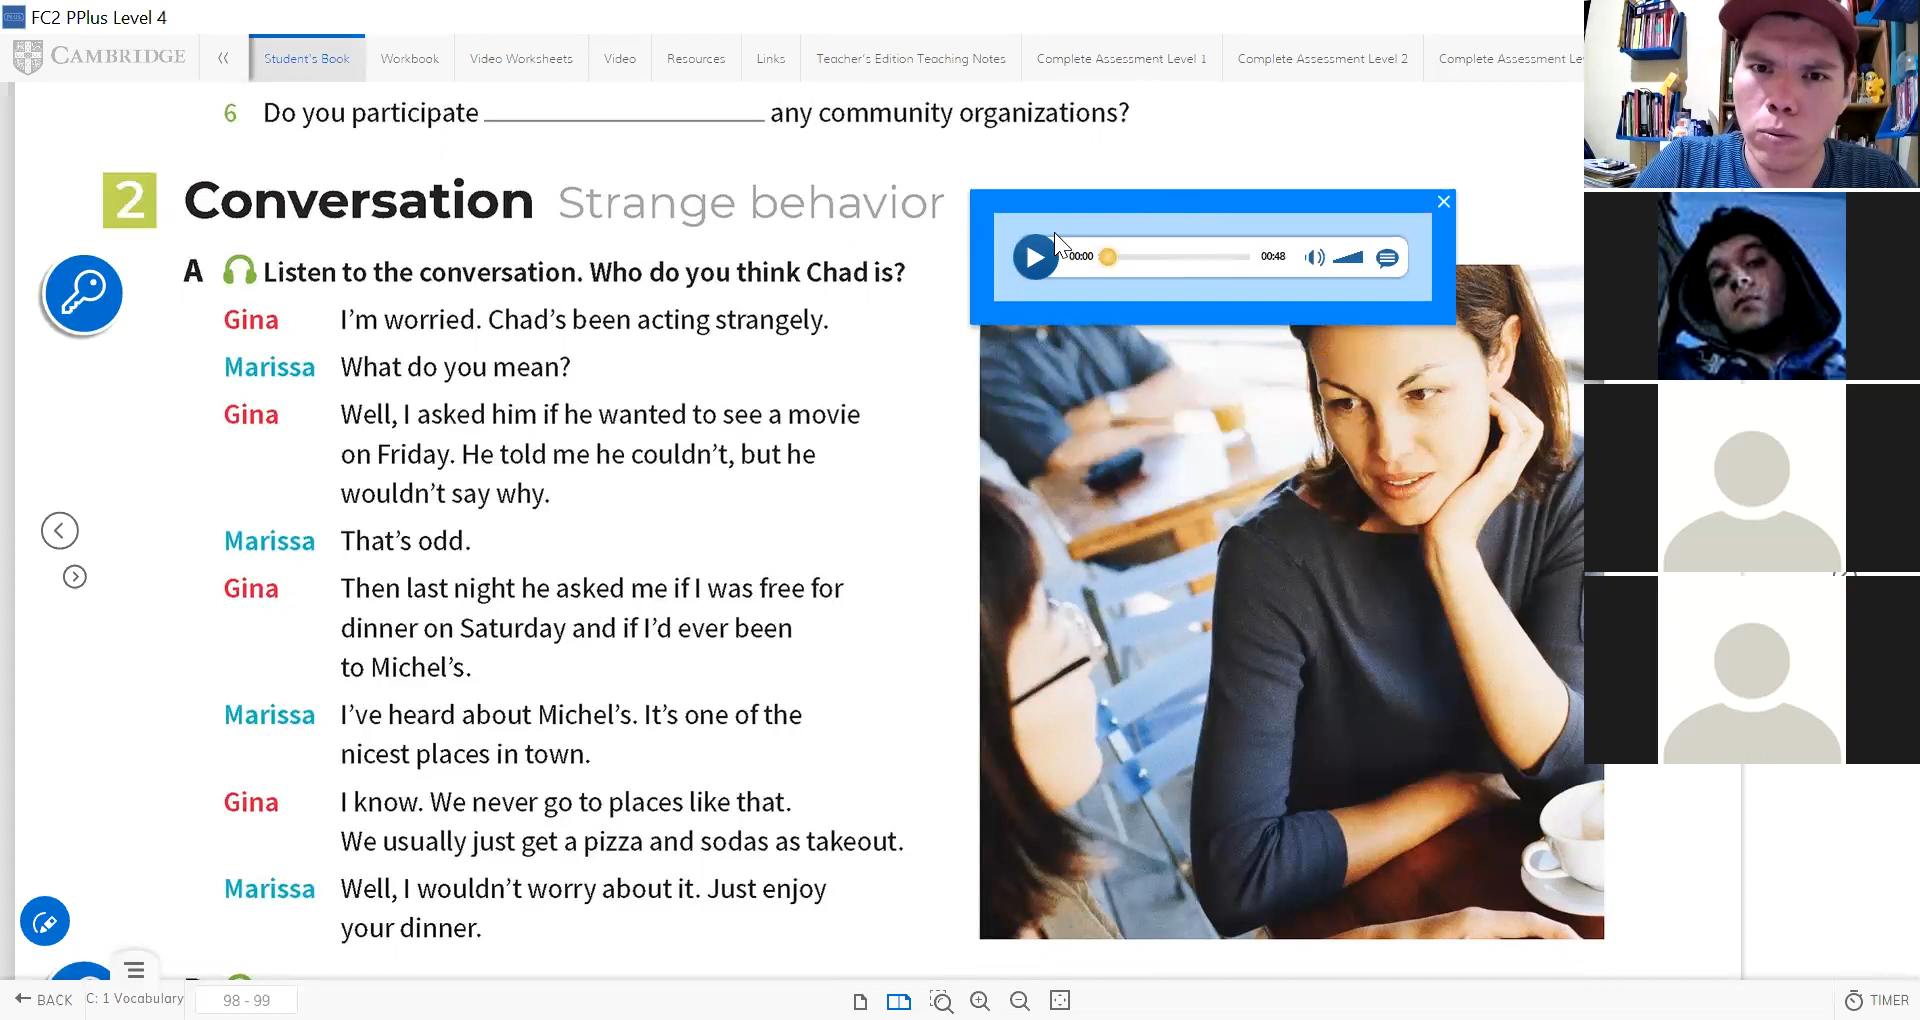 FC2 PPlus Level 4
CAMBRIDGE
Student's Book
Workbook
Video Worksheets
Video
Resources
Links
Teacher's Edition Teaching Notes
Complete Assessment Level 1
Complete Assessment Level 2
Complete Assessment Le
6 Do you participate ____________________ any community organizations?
2 Conversation Strange behavior
A Listen to the conversation. Who do you think Chad is?
00:00
00:48
Gina I'm worried. Chad's been acting strangely.
Marissa What do you mean?
Gina Well, I asked him if he wanted to see a movie
on Friday. He told me he couldn't, but he
wouldn't say why.
Marissa That's odd.
Gina Then last night he asked me if I was free for
dinner on Saturday and if I'd ever been
to Michel's.
Marissa I've heard about Michel's. It's one of the
nicest places in town.
Gina I know. We never go to places like that.
We usually just get a pizza and sodas as takeout.
Marissa Well, I wouldn't worry about it. Just enjoy
your dinner.
BACK
C: 1 Vocabulary
98 - 99
TIMER